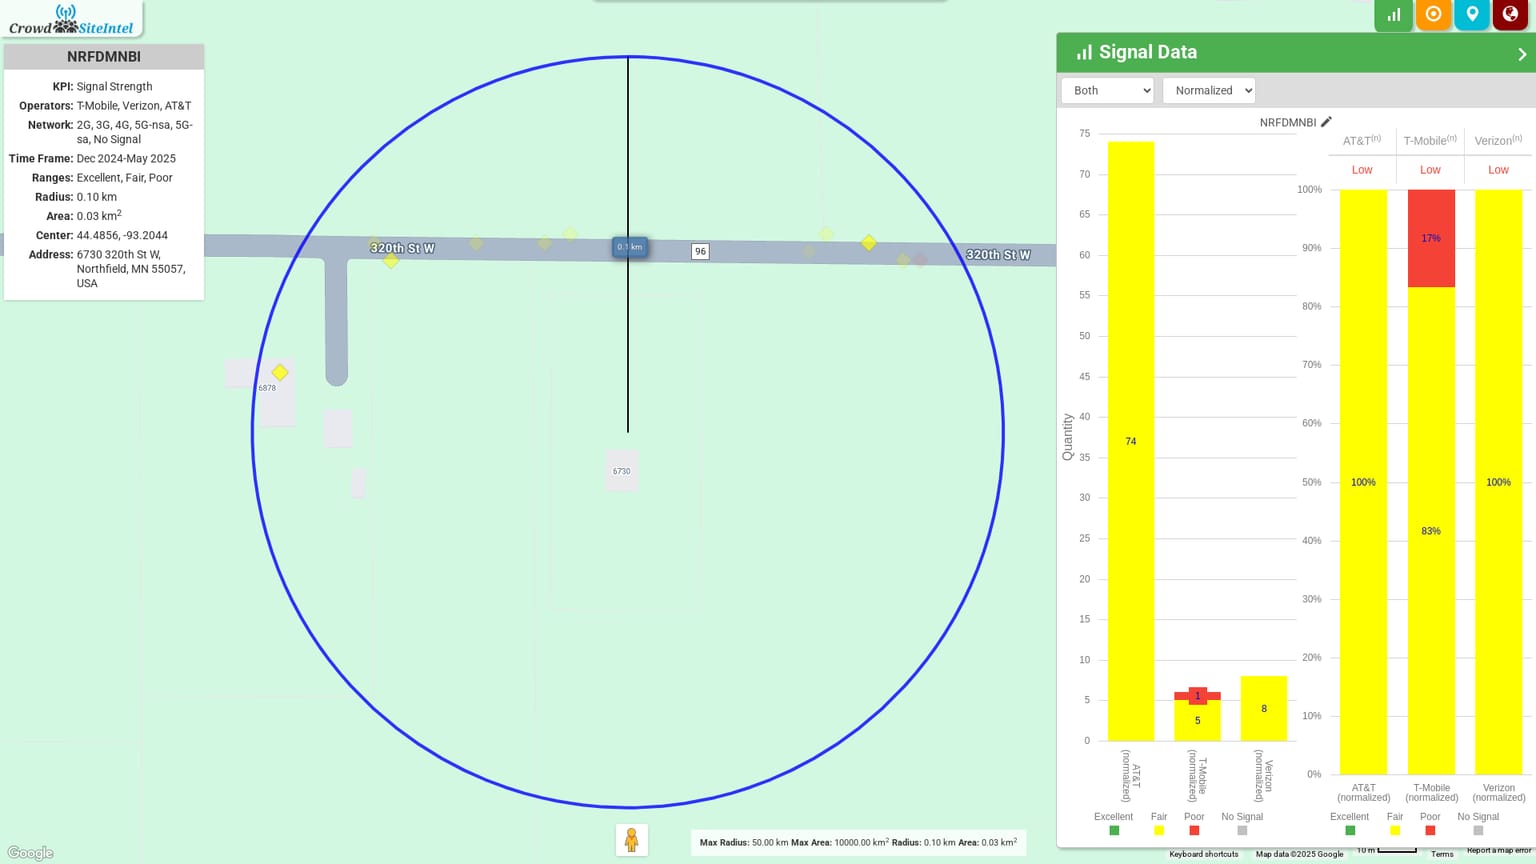 Crowd SiteIntel
NRFDMNBI
KPI: Signal Strength
Operators: T-Mobile, Verizon, AT&T
Network: 2G, 3G, 4G, 5G-nsa, 5G-
sa, No Signal
Time Frame: Dec 2024-May 2025
Ranges: Excellent, Fair, Poor
Radius: 0.10 km
Area: 0.03 km²
Center: 44.4856, -93.2044
Address: 6730 320th St W,
Northfield, MN 55057,
USA
320th St W
0.1 km
96
320th St W
6878
6730
Google
Max Radius: 50.00 km Max Area: 10000.00 km² Radius: 0.10 km Area: 0.03 km²
Signal Data
Both
Normalized
NRFDMNBI
Quantity
75
70
65
60
55
50
45
40
35
30
25
20
15
10
5
0
74
1
5
8
AT&T
(normalized)
T-Mobile
(normalized)
Verizon
(normalized)
Excellent Fair Poor No Signal
AT&T(n) T-Mobile(n) Verizon(n)
Low Low Low
100%
90%
80%
70%
60%
50%
40%
30%
20%
10%
0%
17%
100%
83%
100%
AT&T
(normalized)
T-Mobile
(normalized)
Verizon
(normalized)
Excellent Fair Poor No Signal
Keyboard shortcuts Map data ©2025 Google 10 m Terms Report a map error